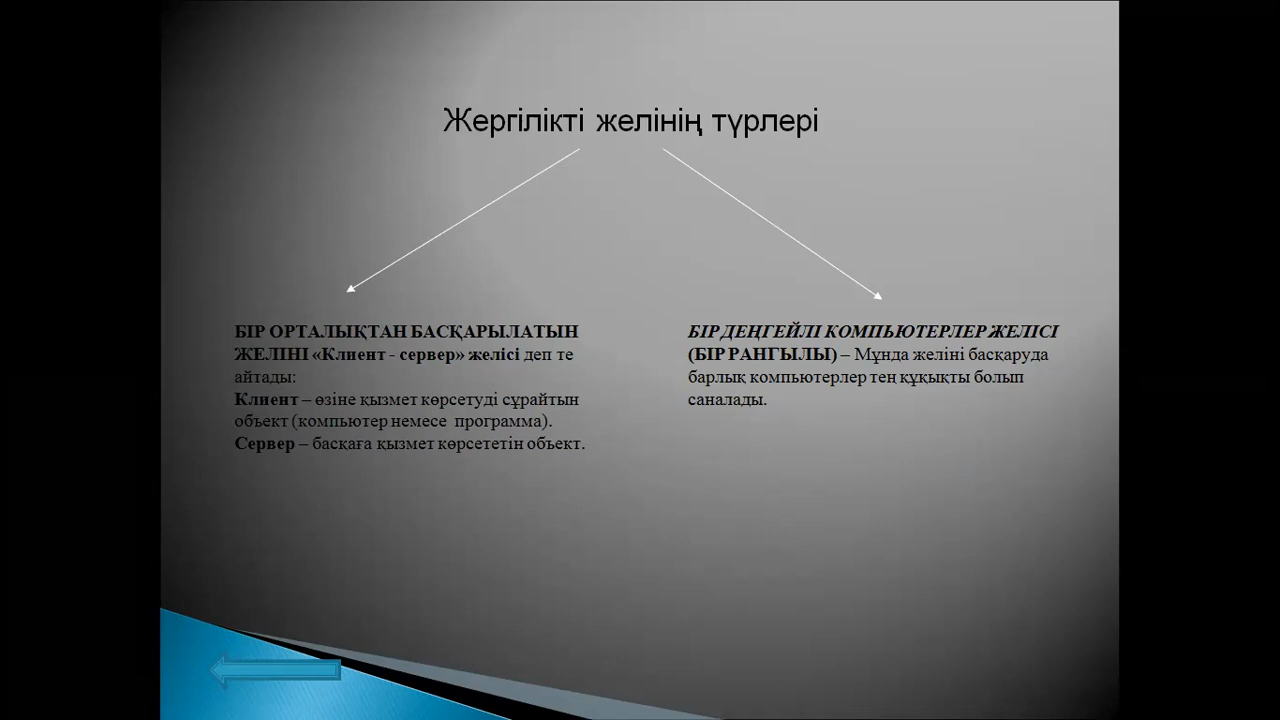 Жергілікті желінің түрлері
БІР ОРТАЛЫҚТАН БАСҚАРЫЛАТЫН
ЖЕЛІНІ «Клиент - сервер» желісі деп те
айтады:
Клиент – өзіне қызмет көрсетуді сұрайтын
объект (компьютер немесе программа).
Сервер – басқаға қызмет көрсететін объект.
БІР ДЕҢГЕЙЛІ КОМПЬЮТЕРЛЕР ЖЕЛІСІ
(БІР РАНГЫЛЫ) – Мұнда желіні басқаруда
барлық компьютерлер тең құқықты болып
саналады.